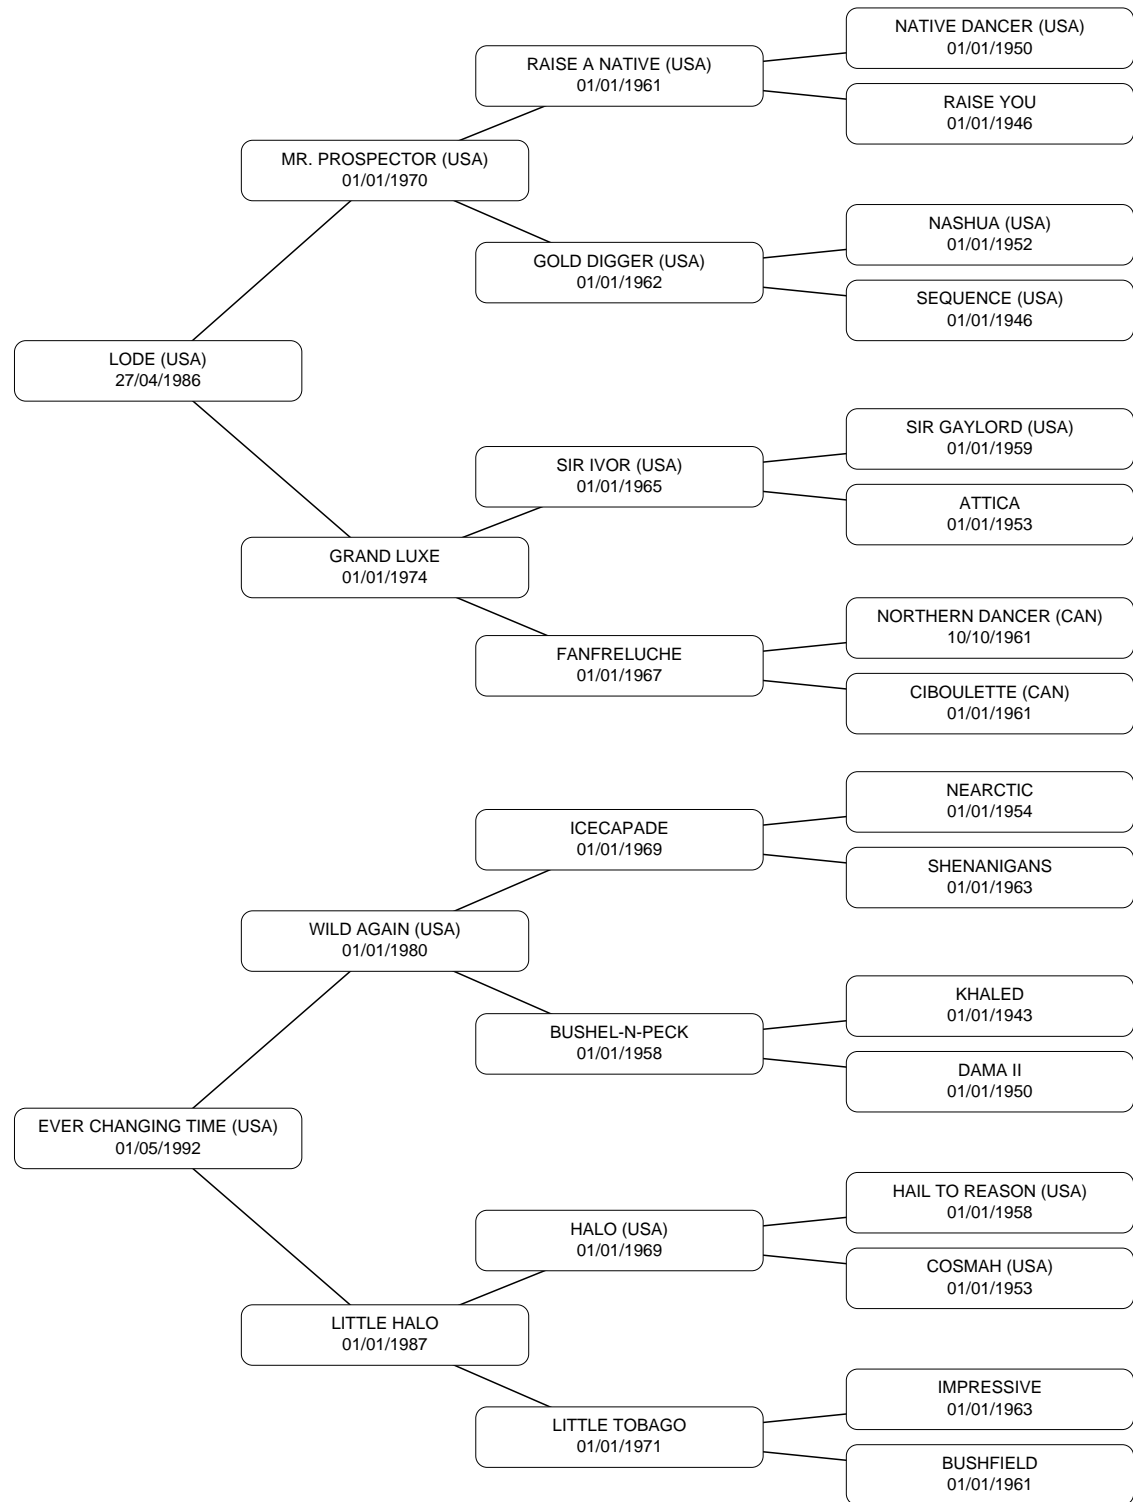 NATIVE DANCER (USA)
01/01/1950
RAISE A NATIVE (USA)
01/01/1961
RAISE YOU
01/01/1946
MR. PROSPECTOR (USA)
01/01/1970
NASHUA (USA)
01/01/1952
GOLD DIGGER (USA)
01/01/1962
SEQUENCE (USA)
01/01/1946
LODE (USA)
27/04/1986
SIR GAYLORD (USA)
01/01/1959
SIR IVOR (USA)
01/01/1965
ATTICA
01/01/1953
GRAND LUXE
01/01/1974
NORTHERN DANCER (CAN)
10/10/1961
FANFRELUCHE
01/01/1967
CIBOULETTE (CAN)
01/01/1961
NEARCTIC
01/01/1954
ICECAPADE
01/01/1969
SHENANIGANS
01/01/1963
WILD AGAIN (USA)
01/01/1980
KHALED
01/01/1943
BUSHEL-N-PECK
01/01/1958
DAMA II
01/01/1950
EVER CHANGING TIME (USA)
01/05/1992
HAIL TO REASON (USA)
01/01/1958
HALO (USA)
01/01/1969
COSMAH (USA)
01/01/1953
LITTLE HALO
01/01/1987
IMPRESSIVE
01/01/1963
LITTLE TOBAGO
01/01/1971
BUSHFIELD
01/01/1961